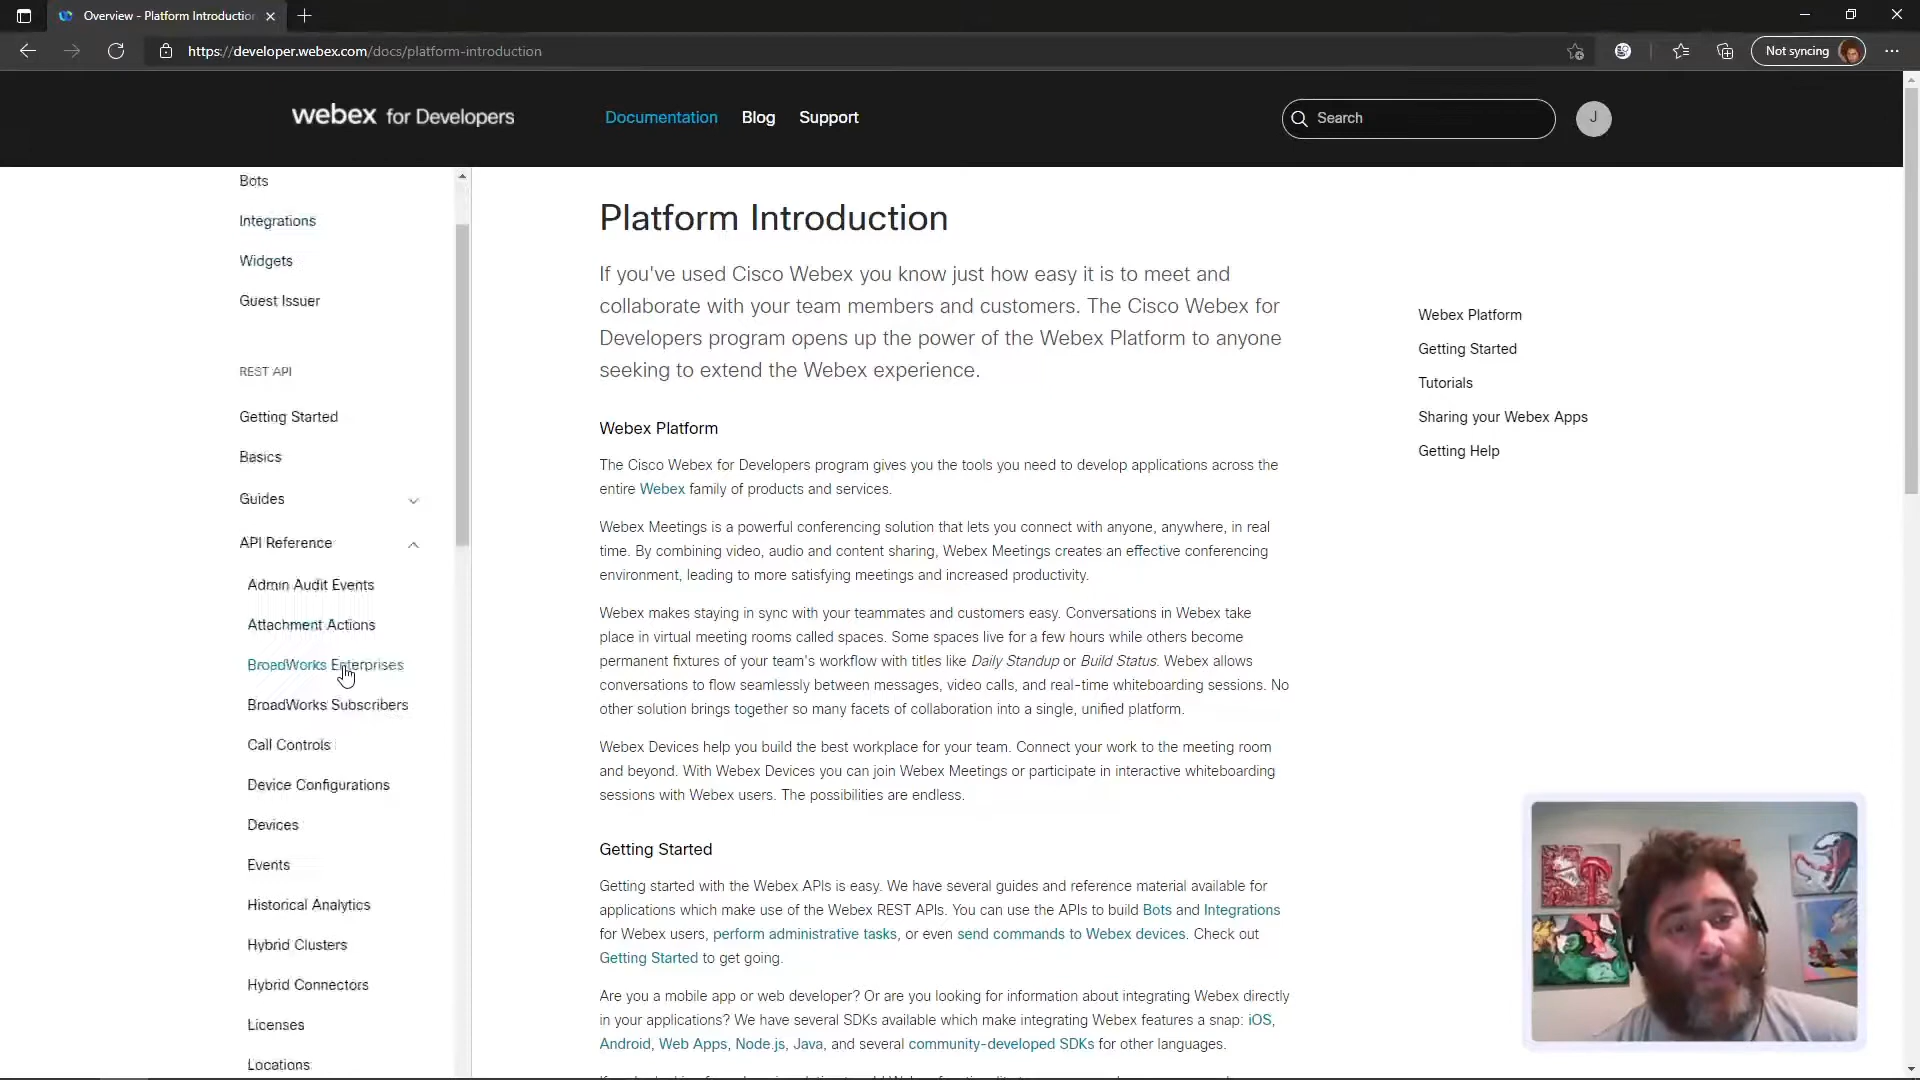 Overview - Platform Introduction
https://developer.webex.com/docs/platform-introduction
Not syncing
webex for Developers
Documentation
Blog
Support
Search
J
Bots
Integrations
Widgets
Guest Issuer
REST API
Getting Started
Basics
Guides
API Reference
Admin Audit Events
Attachment Actions
BroadWorks Enterprises
BroadWorks Subscribers
Call Controls
Device Configurations
Devices
Events
Historical Analytics
Hybrid Clusters
Hybrid Connectors
Licenses
Locations
Platform Introduction
If you've used Cisco Webex you know just how easy it is to meet and
collaborate with your team members and customers. The Cisco Webex for
Developers program opens up the power of the Webex Platform to anyone
seeking to extend the Webex experience.
Webex Platform
The Cisco Webex for Developers program gives you the tools you need to develop applications across the
entire Webex family of products and services.
Webex Meetings is a powerful conferencing solution that lets you connect with anyone, anywhere, in real
time. By combining video, audio and content sharing, Webex Meetings creates an effective conferencing
environment, leading to more satisfying meetings and increased productivity.
Webex makes staying in sync with your teammates and customers easy. Conversations in Webex take
place in virtual meeting rooms called spaces. Some spaces live for a few hours while others become
permanent fixtures of your team's workflow with titles like Daily Standup or Build Status. Webex allows
conversations to flow seamlessly between messages, video calls, and real-time whiteboarding sessions. No
other solution brings together so many facets of collaboration into a single, unified platform.
Webex Devices help you build the best workplace for your team. Connect your work to the meeting room
and beyond. With Webex Devices you can join Webex Meetings or participate in interactive whiteboarding
sessions with Webex users. The possibilities are endless.
Getting Started
Getting started with the Webex APIs is easy. We have several guides and reference material available for
applications which make use of the Webex REST APIs. You can use the APIs to build Bots and Integrations
for Webex users, perform administrative tasks, or even send commands to Webex devices. Check out
Getting Started to get going.
Are you a mobile app or web developer? Or are you looking for information about integrating Webex directly
in your applications? We have several SDKs available which make integrating Webex features a snap: iOS,
Android, Web Apps, Node.js, Java, and several community-developed SDKs for other languages.
Webex Platform
Getting Started
Tutorials
Sharing your Webex Apps
Getting Help